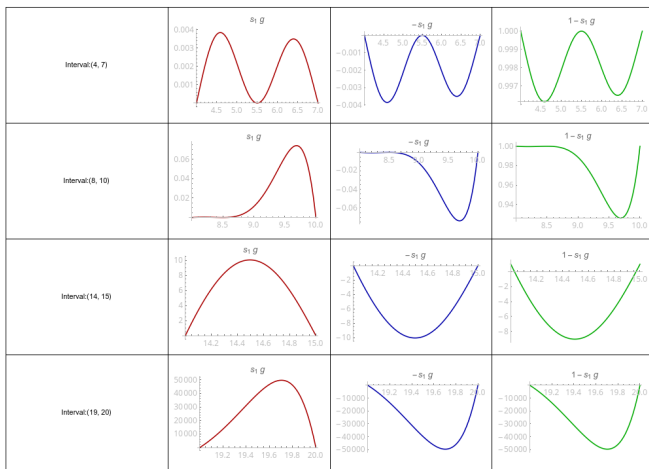 s₁ g
−s₁ g
1 − s₁ g
Interval:(4, 7)
0.004
0.003
0.002
0.001
4.5 5.0 5.5 6.0 6.5 7.0
−0.001
−0.002
−0.003
−0.004
4.5 5.0 5.5 6.0 6.5 7.0
1.000
0.999
0.998
0.997
4.5 5.0 5.5 6.0 6.5 7.0
s₁ g
−s₁ g
1 − s₁ g
Interval:(8, 10)
0.06
0.04
0.02
8.5 9.0 9.5 10.0
−0.02
−0.04
−0.06
8.5 9.0 9.5 10.0
1.00
0.98
0.96
0.94
8.5 9.0 9.5 10.0
s₁ g
−s₁ g
1 − s₁ g
Interval:(14, 15)
10
8
6
4
2
14.2 14.4 14.6 14.8 15.0
−2
−4
−6
−8
−10
14.2 14.4 14.6 14.8 15.0
−2
−4
−6
−8
14.2 14.4 14.6 14.8 15.0
s₁ g
−s₁ g
1 − s₁ g
Interval:(19, 20)
50000
40000
30000
20000
10000
19.2 19.4 19.6 19.8 20.0
−10000
−20000
−30000
−40000
−50000
19.2 19.4 19.6 19.8 20.0
−10000
−20000
−30000
−40000
−50000
19.2 19.4 19.6 19.8 20.0